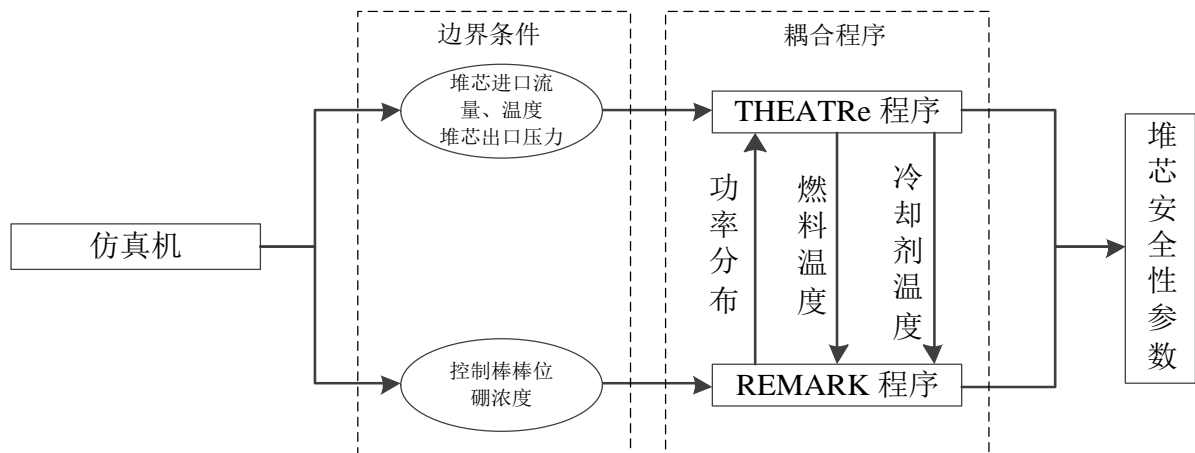 边界条件
耦合程序
堆芯进口流
量、温度
堆芯出口压力
THEATRe 程序
功率分布
燃料温度
冷却剂温度
仿真机
堆芯安全性参数
控制棒棒位
硼浓度
REMARK 程序